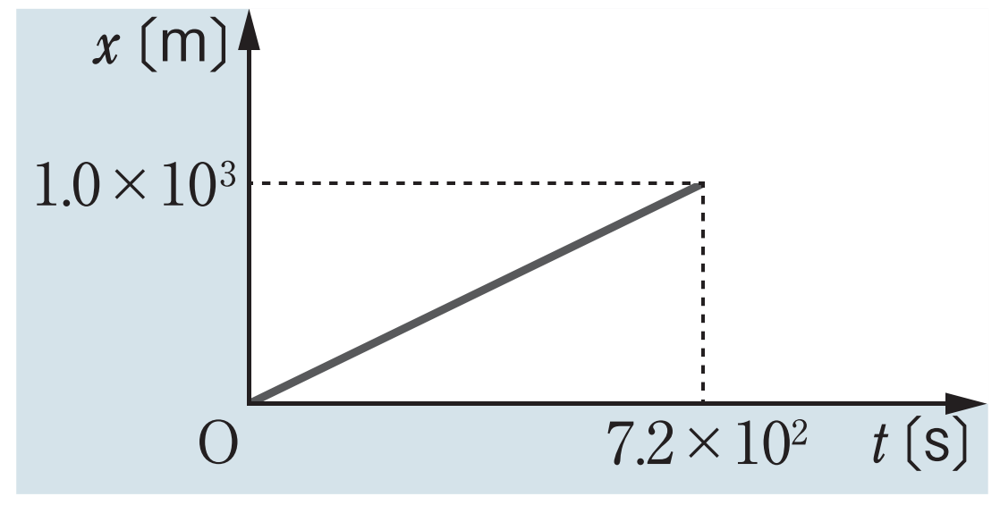 x〔m〕
1.0×10³
O
7.2×10²
t〔s〕